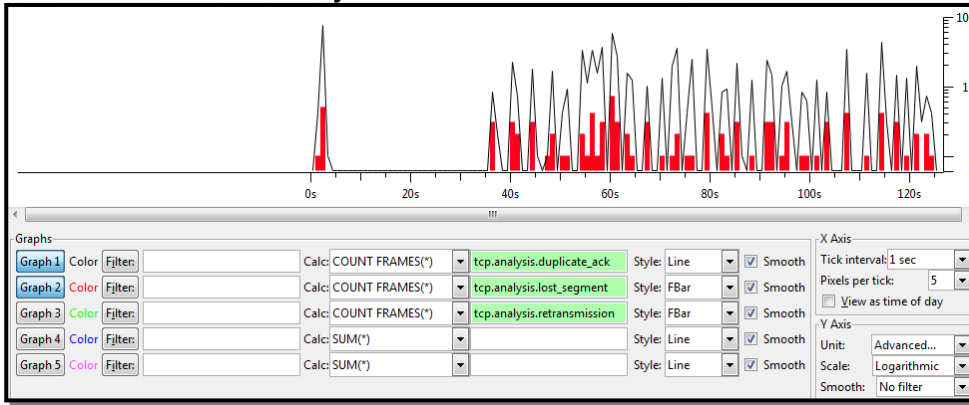 10
1
0s 20s 40s 60s 80s 100s 120s
Graphs
Graph 1 Color Filter: Calc: COUNT FRAMES(*) tcp.analysis.duplicate_ack Style: Line Smooth
Graph 2 Color Filter: Calc: COUNT FRAMES(*) tcp.analysis.lost_segment Style: FBar Smooth
Graph 3 Color Filter: Calc: COUNT FRAMES(*) tcp.analysis.retransmission Style: FBar Smooth
Graph 4 Color Filter: Calc: SUM(*) Style: Line Smooth
Graph 5 Color Filter: Calc: SUM(*) Style: Line Smooth
X Axis
Tick interval: 1 sec
Pixels per tick: 5
View as time of day
Y Axis
Unit: Advanced...
Scale: Logarithmic
Smooth: No filter